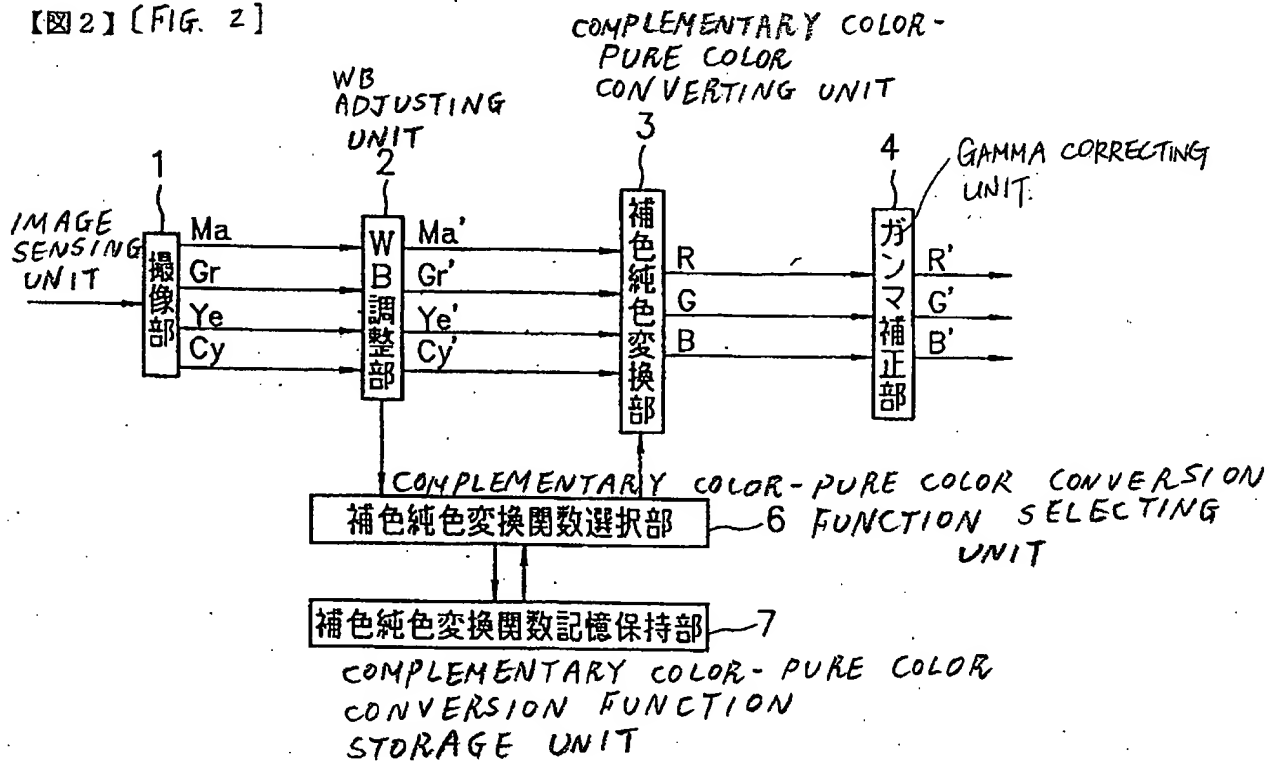 【図2】 [FIG. 2]
COMPLEMENTARY COLOR-
PURE COLOR
CONVERTING UNIT
WB
ADJUSTING
UNIT
1
2
3
4
GAMMA CORRECTING
UNIT.
IMAGE
SENSING
UNIT
撮像部
Ma
Gr
Ye
Cy
WB調整部
Ma'
Gr'
Ye'
Cy'
補色純色変換部
R
G
B
ガンマ補正部
R'
G'
B'
COMPLEMENTARY COLOR-PURE COLOR CONVERSION
補色純色変換関数選択部
6
FUNCTION SELECTING
UNIT
補色純色変換関数記憶保持部
7
COMPLEMENTARY COLOR-PURE COLOR
CONVERSION FUNCTION
STORAGE UNIT